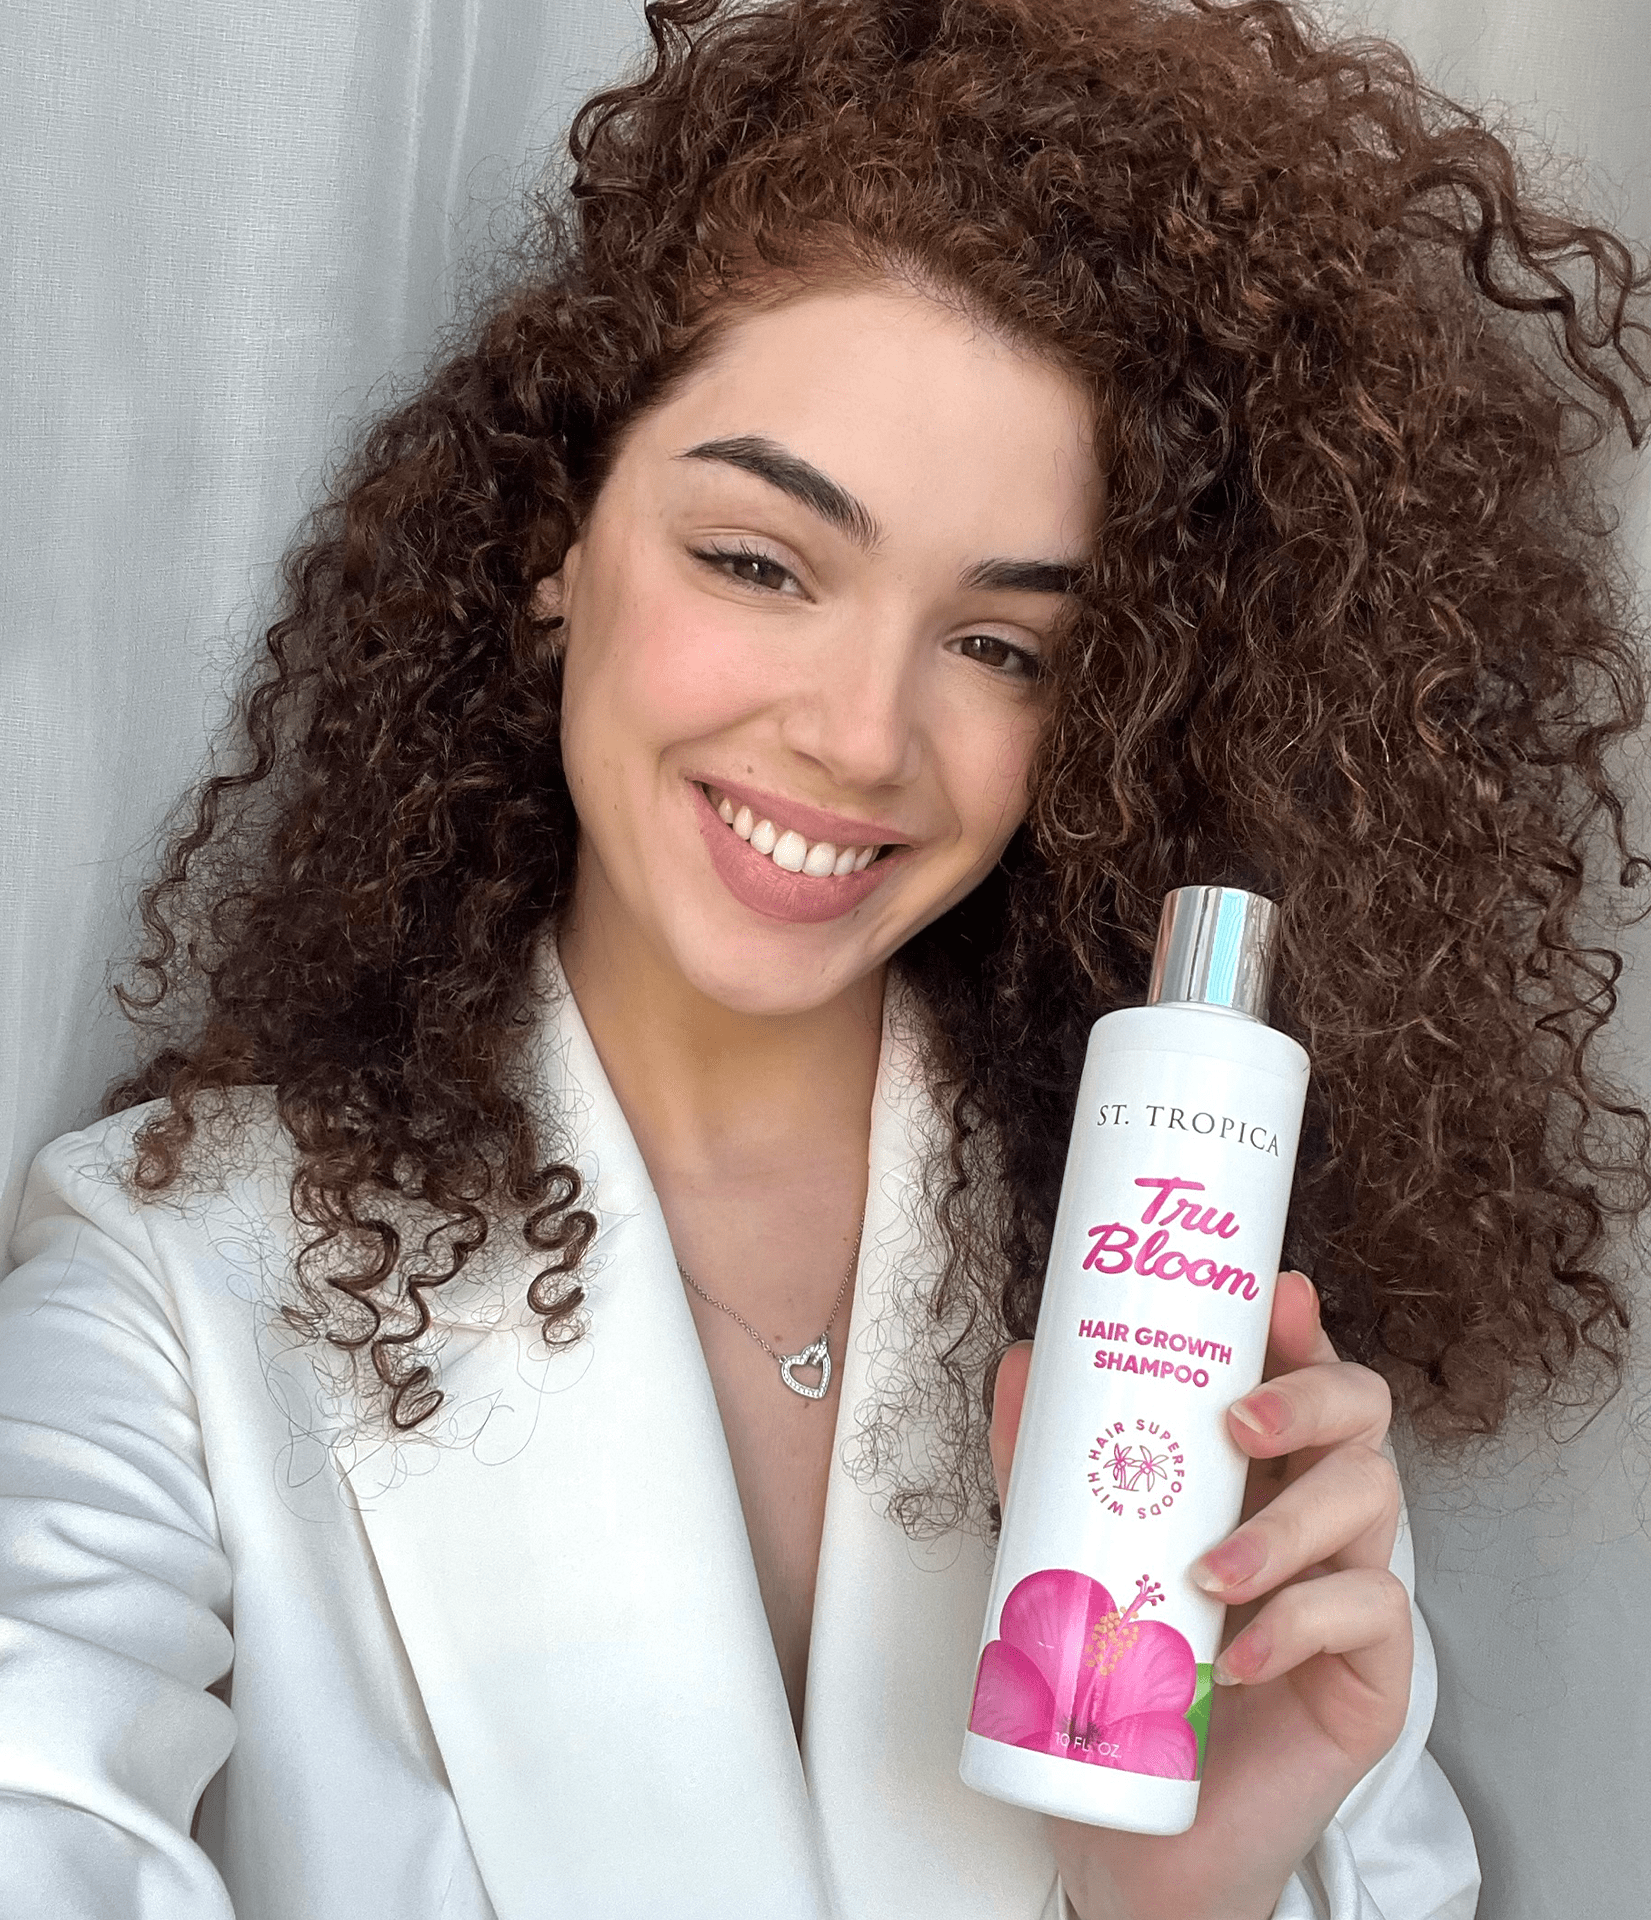 ST. TROPICA
Tru
Bloom
HAIR GROWTH
SHAMPOO
WITH HAIR SUPERFOODS
10 FL. OZ.